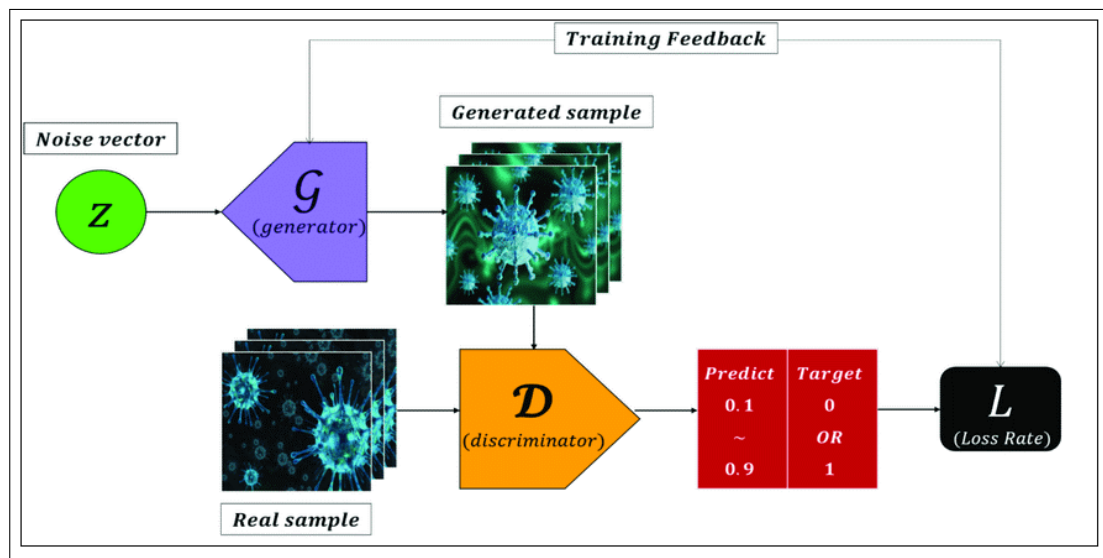 Training Feedback
Generated sample
Noise vector
z
G
(generator)
Predict Target
0.1 0
~ OR
0.9 1
D
(discriminator)
L
(Loss Rate)
Real sample